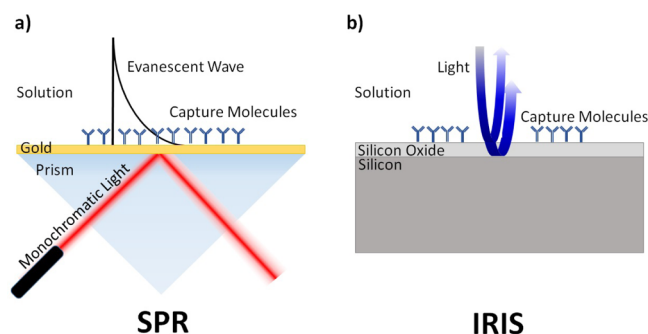 a)
Evanescent Wave
Solution
Capture Molecules
Gold
Prism
Monochromatic Light
SPR
b)
Light
Solution
Capture Molecules
Silicon Oxide
Silicon
IRIS